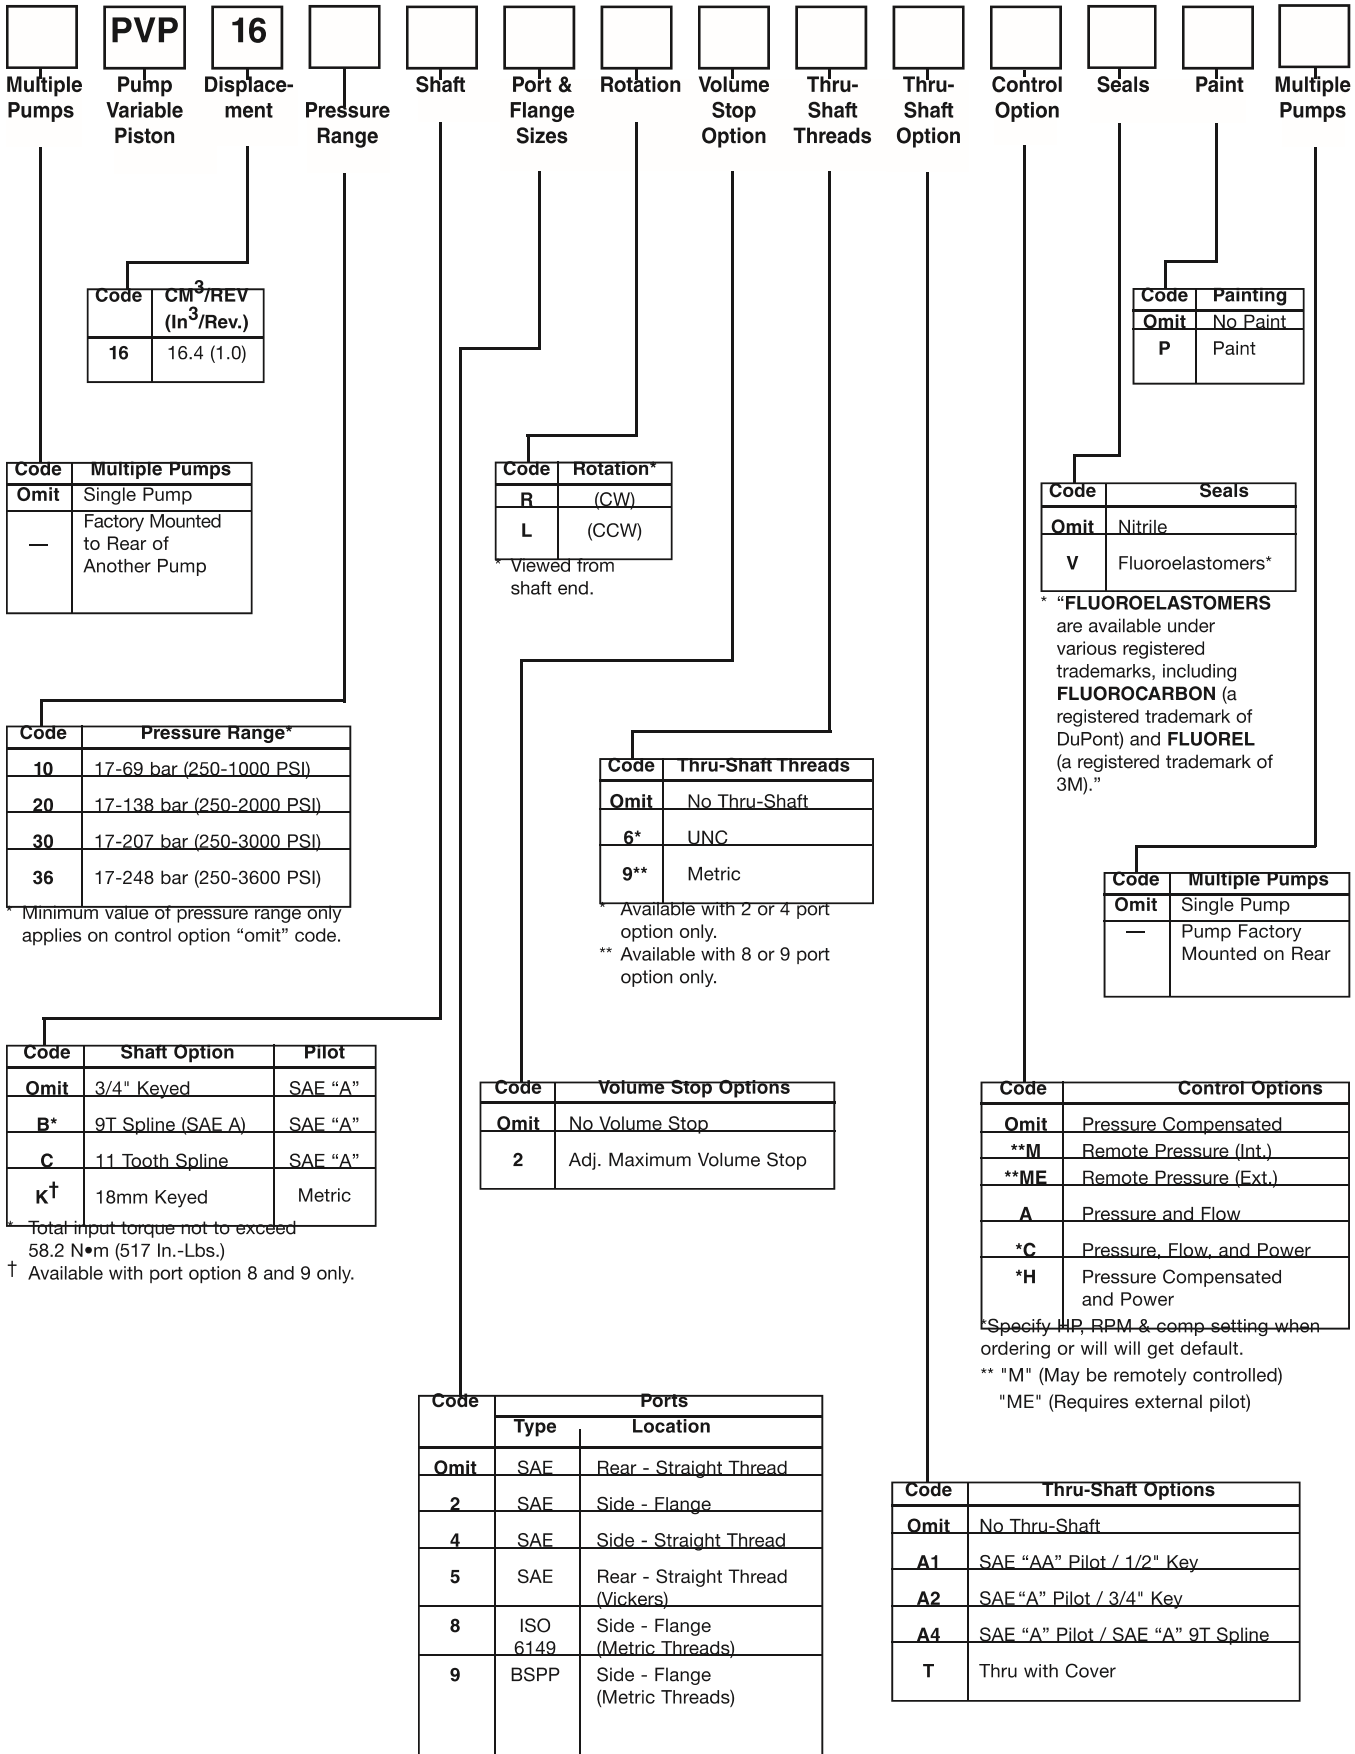 PVP 16
Multiple Pumps
Pump Variable Piston
Displace-
ment
Pressure Range
Shaft
Port & Flange Sizes
Rotation
Volume Stop Option
Thru-
Shaft Threads
Thru-
Shaft Option
Control Option
Seals
Paint
Multiple Pumps
Code CM3/REV
(In3/Rev.)
16 16.4 (1.0)
Code Painting
Omit No Paint
P Paint
Code Multiple Pumps
Omit Single Pump
— Factory Mounted
to Rear of
Another Pump
Code Rotation*
R (CW)
L (CCW)
* Viewed from
shaft end.
Code Seals
Omit Nitrile
V Fluoroelastomers*
* “FLUOROELASTOMERS
are available under
various registered
trademarks, including
FLUOROCARBON (a
registered trademark of
DuPont) and FLUOREL
(a registered trademark of
3M).”
Code Pressure Range*
10 17-69 bar (250-1000 PSI)
20 17-138 bar (250-2000 PSI)
30 17-207 bar (250-3000 PSI)
36 17-248 bar (250-3600 PSI)
* Minimum value of pressure range only
applies on control option “omit” code.
Code Thru-Shaft Threads
Omit No Thru-Shaft
6* UNC
9** Metric
* Available with 2 or 4 port
option only.
** Available with 8 or 9 port
option only.
Code Multiple Pumps
Omit Single Pump
— Pump Factory
Mounted on Rear
Code Shaft Option Pilot
Omit 3/4" Keyed SAE “A”
B* 9T Spline (SAE A) SAE “A”
C 11 Tooth Spline SAE “A”
K† 18mm Keyed Metric
* Total input torque not to exceed
58.2 N•m (517 In.-Lbs.)
† Available with port option 8 and 9 only.
Code Volume Stop Options
Omit No Volume Stop
2 Adj. Maximum Volume Stop
Code Control Options
Omit Pressure Compensated
**M Remote Pressure (Int.)
**ME Remote Pressure (Ext.)
A Pressure and Flow
*C Pressure, Flow, and Power
*H Pressure Compensated
and Power
*Specify HP, RPM & comp setting when
ordering or will will get default.
** "M" (May be remotely controlled)
"ME" (Requires external pilot)
Code Ports
Type Location
Omit SAE Rear - Straight Thread
2 SAE Side - Flange
4 SAE Side - Straight Thread
5 SAE Rear - Straight Thread
(Vickers)
8 ISO Side - Flange
6149 (Metric Threads)
9 BSPP Side - Flange
(Metric Threads)
Code Thru-Shaft Options
Omit No Thru-Shaft
A1 SAE “AA” Pilot / 1/2" Key
A2 SAE“A” Pilot / 3/4" Key
A4 SAE “A” Pilot / SAE “A” 9T Spline
T Thru with Cover